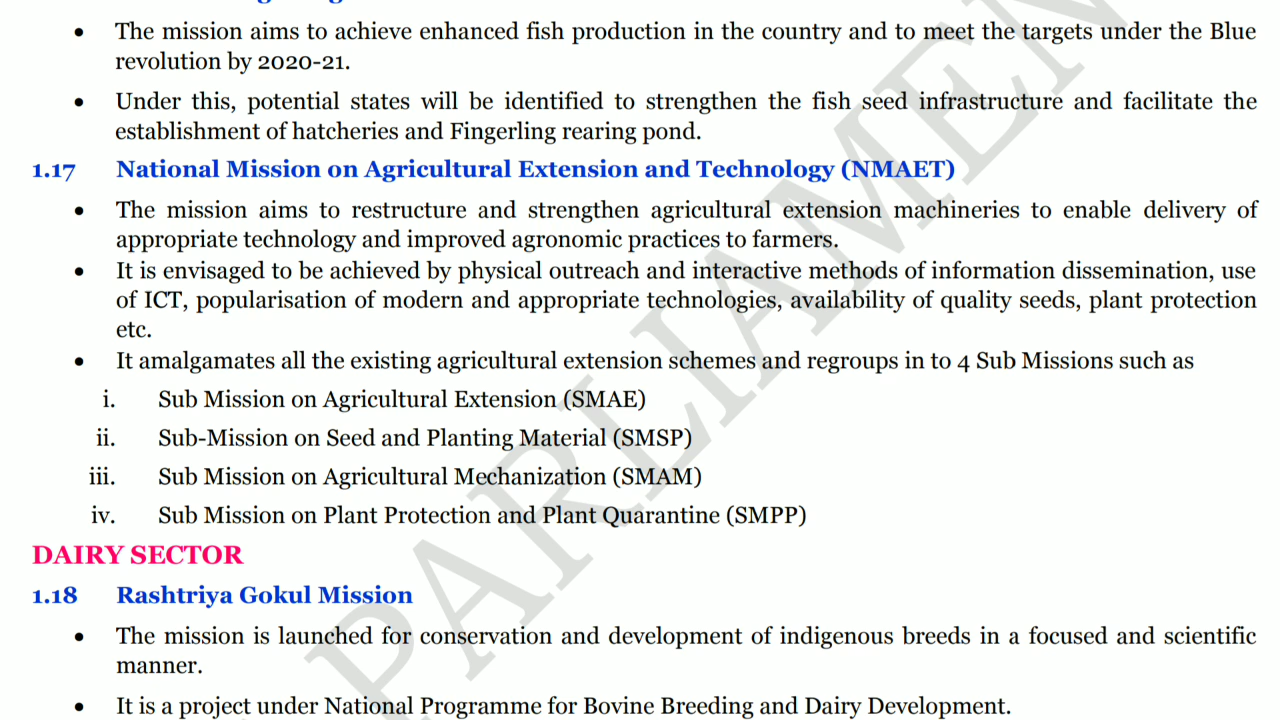 • The mission aims to achieve enhanced fish production in the country and to meet the targets under the Blue
revolution by 2020-21.
• Under this, potential states will be identified to strengthen the fish seed infrastructure and facilitate the
establishment of hatcheries and Fingerling rearing pond.
1.17 National Mission on Agricultural Extension and Technology (NMAET)
• The mission aims to restructure and strengthen agricultural extension machineries to enable delivery of
appropriate technology and improved agronomic practices to farmers.
• It is envisaged to be achieved by physical outreach and interactive methods of information dissemination, use
of ICT, popularisation of modern and appropriate technologies, availability of quality seeds, plant protection
etc.
• It amalgamates all the existing agricultural extension schemes and regroups in to 4 Sub Missions such as
i. Sub Mission on Agricultural Extension (SMAE)
ii. Sub-Mission on Seed and Planting Material (SMSP)
iii. Sub Mission on Agricultural Mechanization (SMAM)
iv. Sub Mission on Plant Protection and Plant Quarantine (SMPP)
DAIRY SECTOR
1.18 Rashtriya Gokul Mission
• The mission is launched for conservation and development of indigenous breeds in a focused and scientific
manner.
• It is a project under National Programme for Bovine Breeding and Dairy Development.
PARLIAMEN